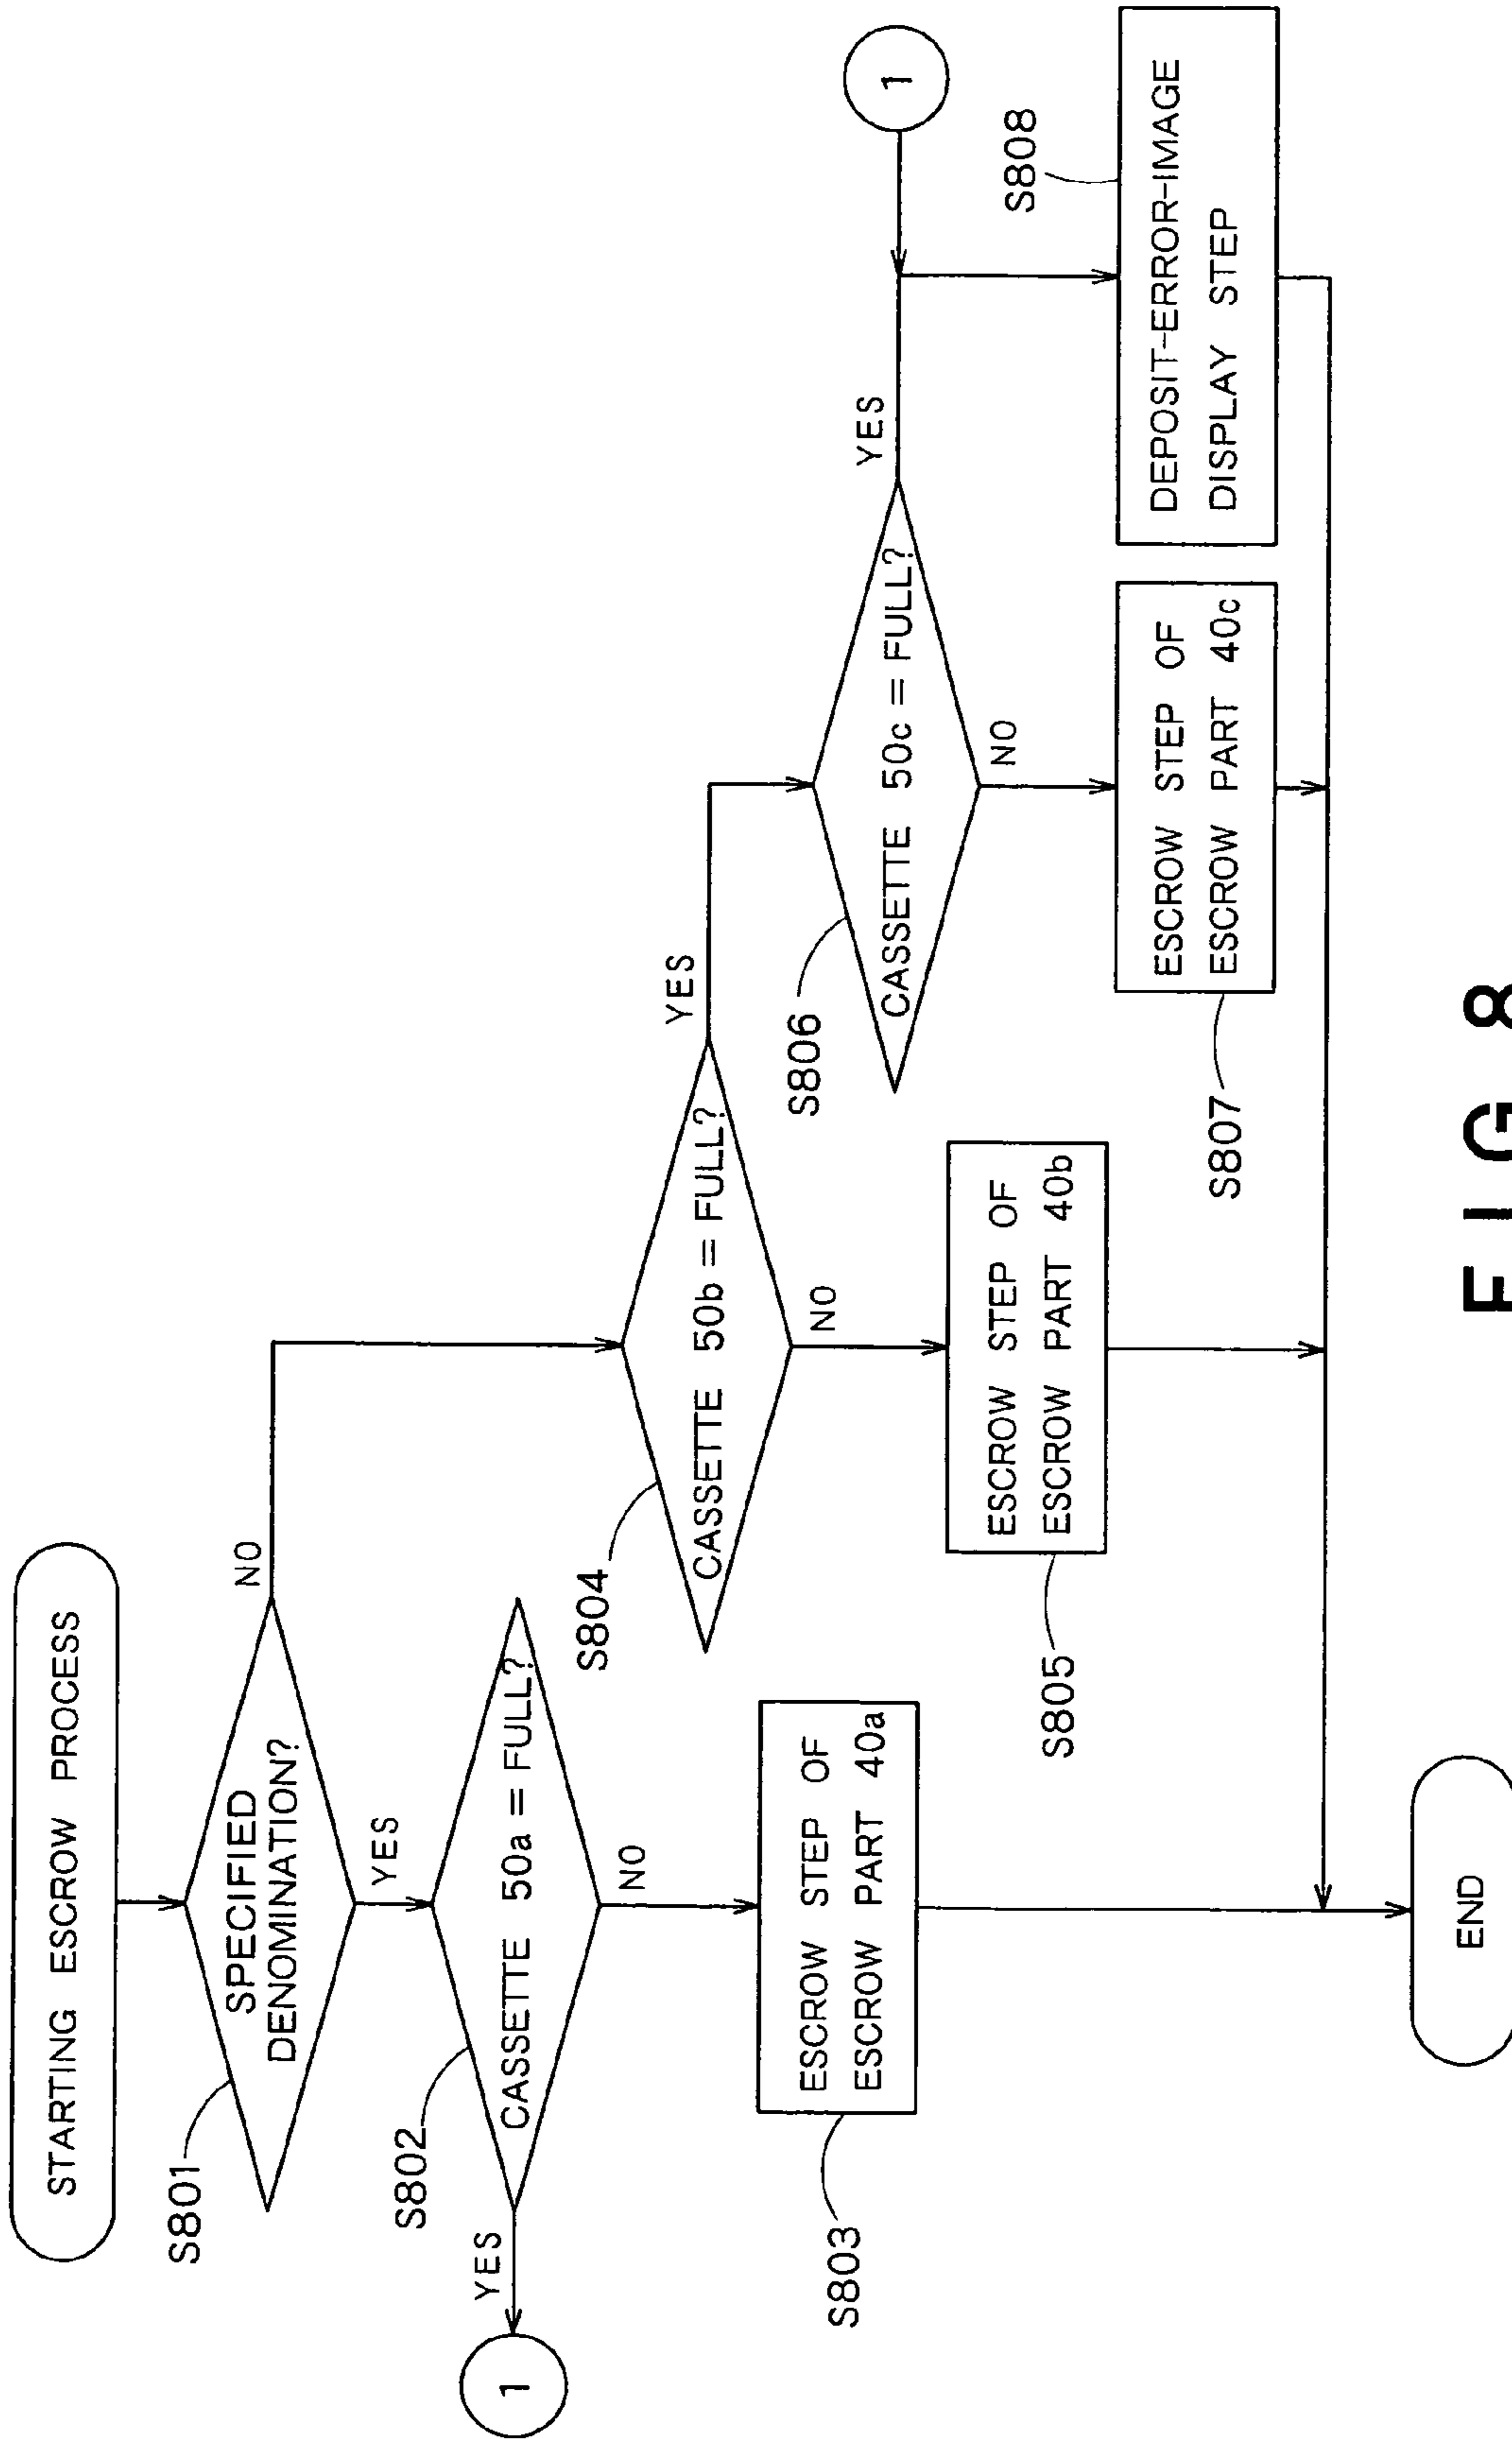 STARTING ESCROW PROCESS
S801
SPECIFIED
DENOMINATION?
NO
YES
S802
CASSETTE 50a = FULL?
YES
1
NO
S803
ESCROW STEP OF
ESCROW PART 40a
S804
CASSETTE 50b = FULL?
YES
NO
S805
ESCROW STEP OF
ESCROW PART 40b
S806
CASSETTE 50c = FULL?
YES
1
NO
S807
ESCROW STEP OF
ESCROW PART 40c
S808
DEPOSIT-ERROR-IMAGE
DISPLAY STEP
END
FIG 8